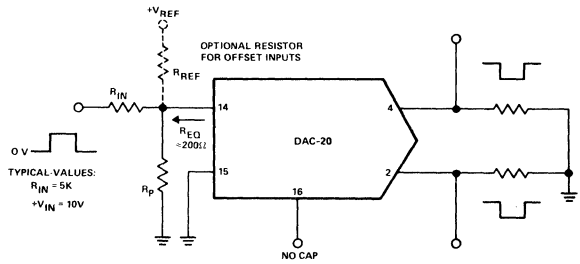 +VREF
OPTIONAL RESISTOR
FOR OFFSET INPUTS
RREF
RIN
14
4
REQ
≈200Ω
DAC-20
0 V
15
2
TYPICAL VALUES:
RIN = 5K
+VIN = 10V
RP
16
NO CAP